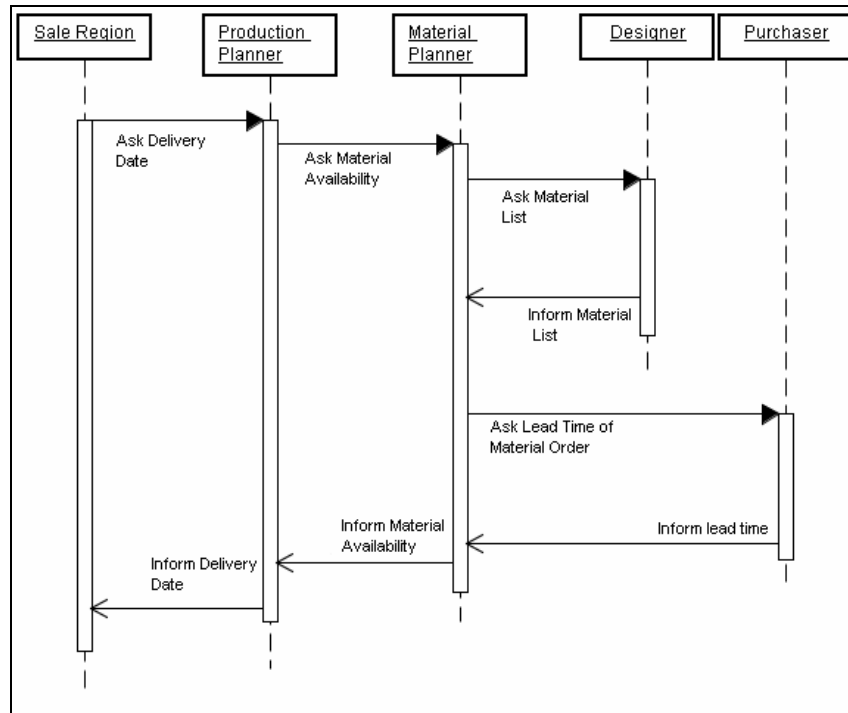 Sale Region
Production
Planner
Material
Planner
Designer
Purchaser
Ask Delivery
Date
Ask Material
Availability
Ask Material
List
Inform Material
List
Ask Lead Time of
Material Order
Inform lead time
Inform Material
Availability
Inform Delivery
Date